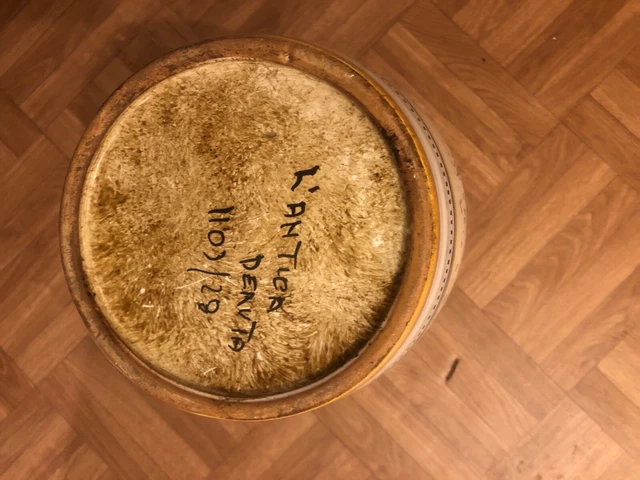 L'ANTICA
DERUTA
1103/29